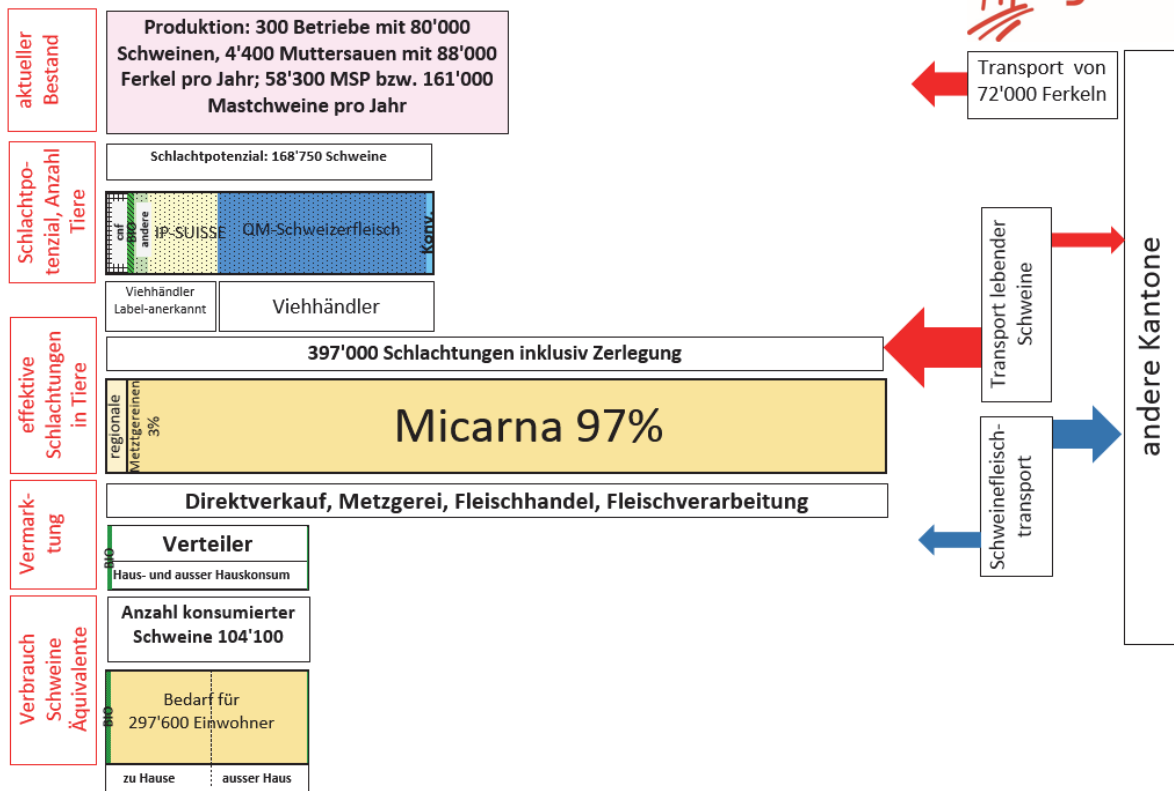 aktueller
Bestand
Produktion: 300 Betriebe mit 80'000
Schweinen, 4'400 Muttersauen mit 88'000
Ferkel pro Jahr; 58'300 MSP bzw. 161'000
Mastchweine pro Jahr
Transport von
72'000 Ferkeln
Schlachtpo-
tenzial, Anzahl
Tiere
Schlachtpotenzial: 168'750 Schweine
cnf
BIO
andere
IP-SUISSE
QM-Schweizerfleisch
Konv.
Viehhändler
Label-anerkannt
Viehhändler
Transport lebender
Schweine
andere Kantone
effektive
Schlachtungen
in Tiere
397'000 Schlachtungen inklusiv Zerlegung
regionale
Metztgereinen
3%
Micarna 97%
Schweinefleisch-
transport
Vermark-
tung
Direktverkauf, Metzgerei, Fleischhandel, Fleischverarbeitung
BIO
Verteiler
Haus- und ausser Hauskonsum
Verbrauch
Schweine
Äquivalente
Anzahl konsumierter
Schweine 104'100
BIO
Bedarf für
297'600 Einwohner
zu Hause
ausser Haus